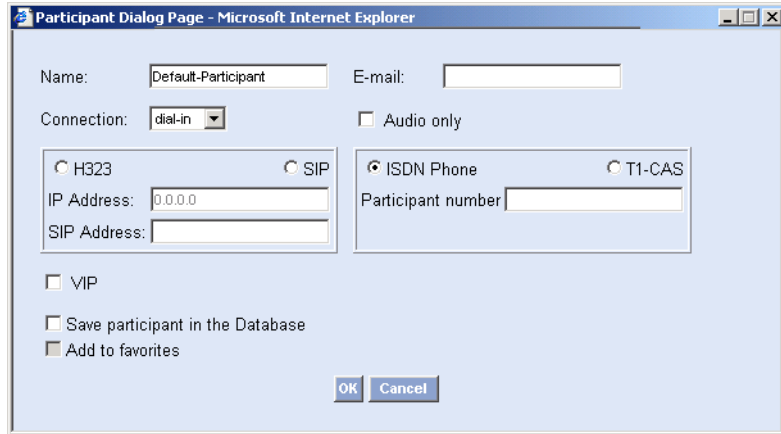 Participant Dialog Page - Microsoft Internet Explorer
Name: Default-Participant E-mail:
Connection: dial-in Audio only
H323 SIP ISDN Phone T1-CAS
IP Address: 0.0.0.0 Participant number
SIP Address:
VIP
Save participant in the Database
Add to favorites
OK Cancel